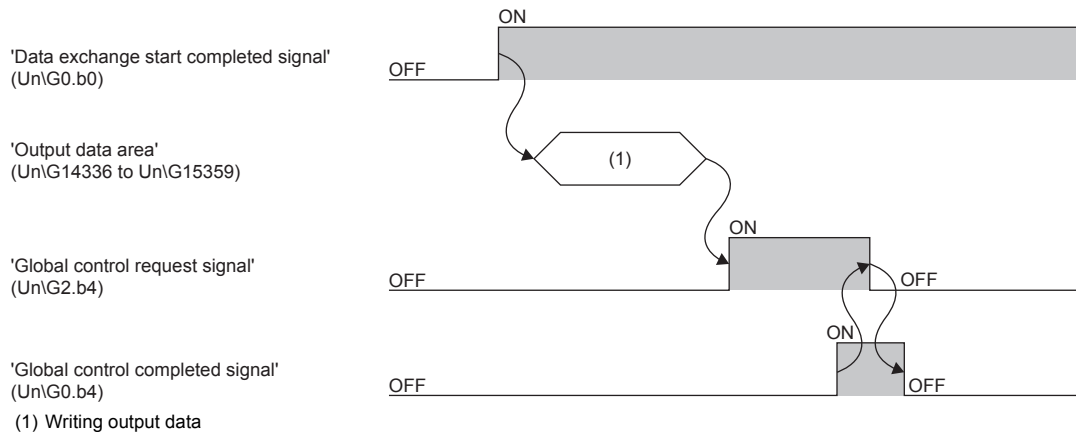 ON
'Data exchange start completed signal'
(Un\G0.b0)
OFF
'Output data area'
(Un\G14336 to Un\G15359)
(1)
ON
'Global control request signal'
(Un\G2.b4)
OFF
OFF
ON
'Global control completed signal'
(Un\G0.b4)
OFF
OFF
(1) Writing output data